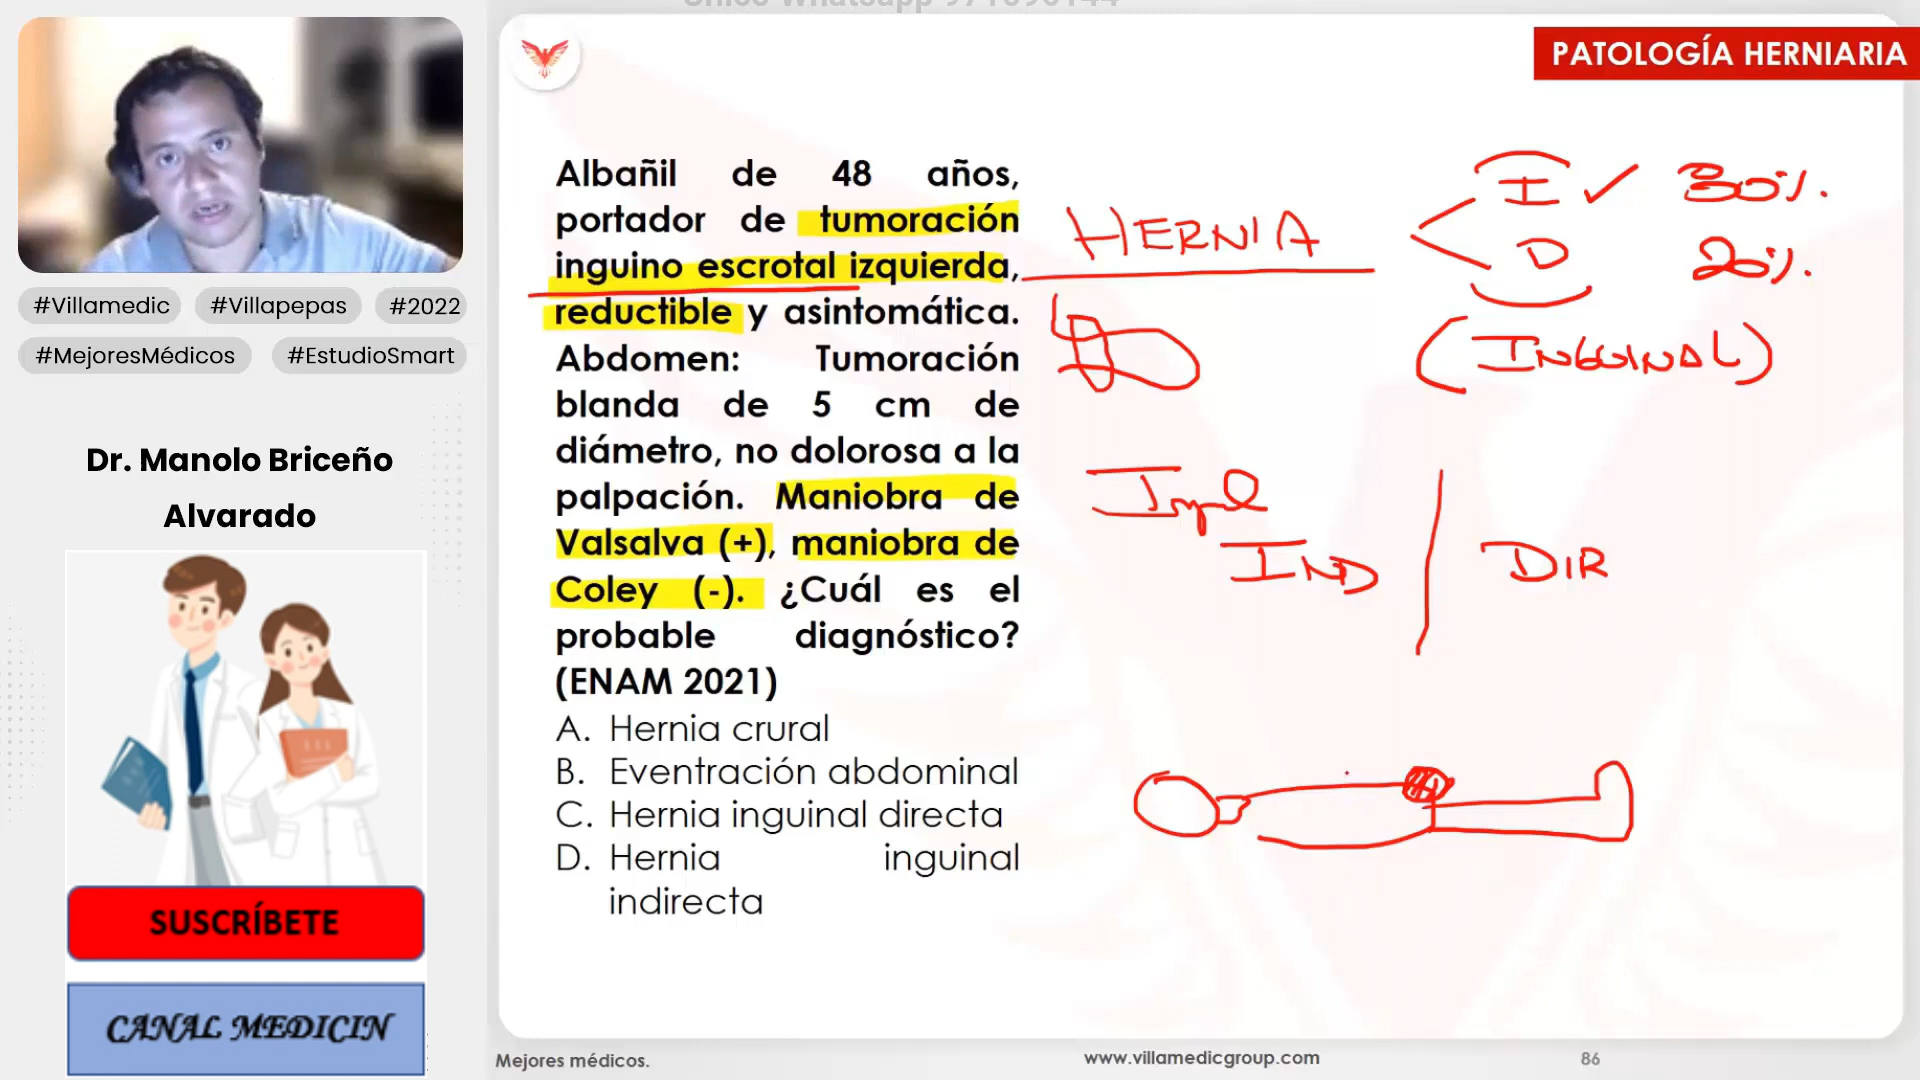 PATOLOGÍA HERNIARIA
Albañil de 48 años,
portador de tumoración
inguino escrotal izquierda,
reductible y asintomática.
Abdomen: Tumoración
blanda de 5 cm de
diámetro, no dolorosa a la
palpación. Maniobra de
Valsalva (+), maniobra de
Coley (-). ¿Cuál es el
probable diagnóstico?
(ENAM 2021)
A. Hernia crural
B. Eventración abdominal
C. Hernia inguinal directa
D. Hernia inguinal
indirecta
HERNIA
I
D 20%.
(INGUINAL)
IND
DIR
#Villamedic #Villapepas #2022
#MejoresMédicos #EstudioSmart
Dr. Manolo Briceño
Alvarado
SUSCRÍBETE
CANAL MEDICIN
Mejores médicos.
www.villamedicgroup.com
86